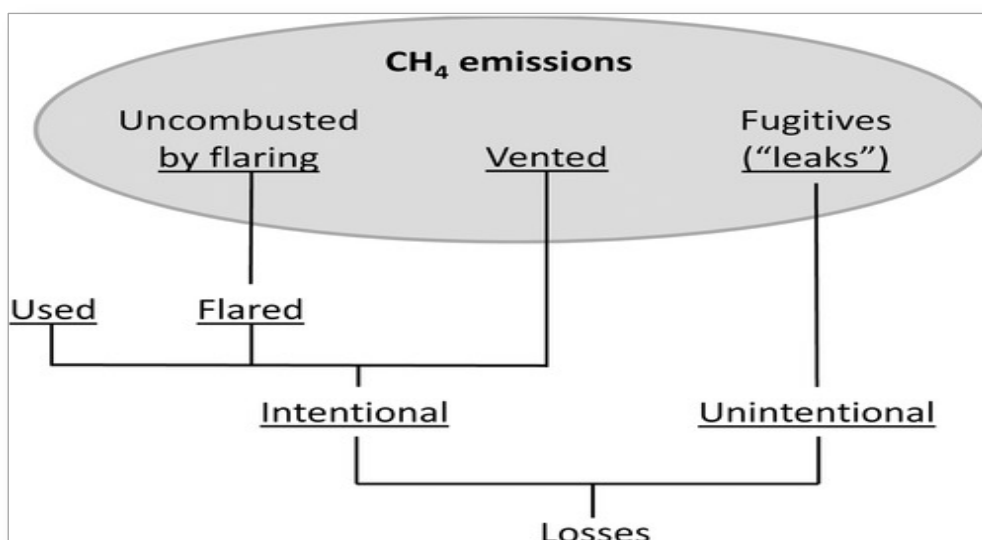 CH₄ emissions
Uncombusted
by flaring
Vented
Fugitives
(“leaks”)
Used
Flared
Intentional
Unintentional
Losses